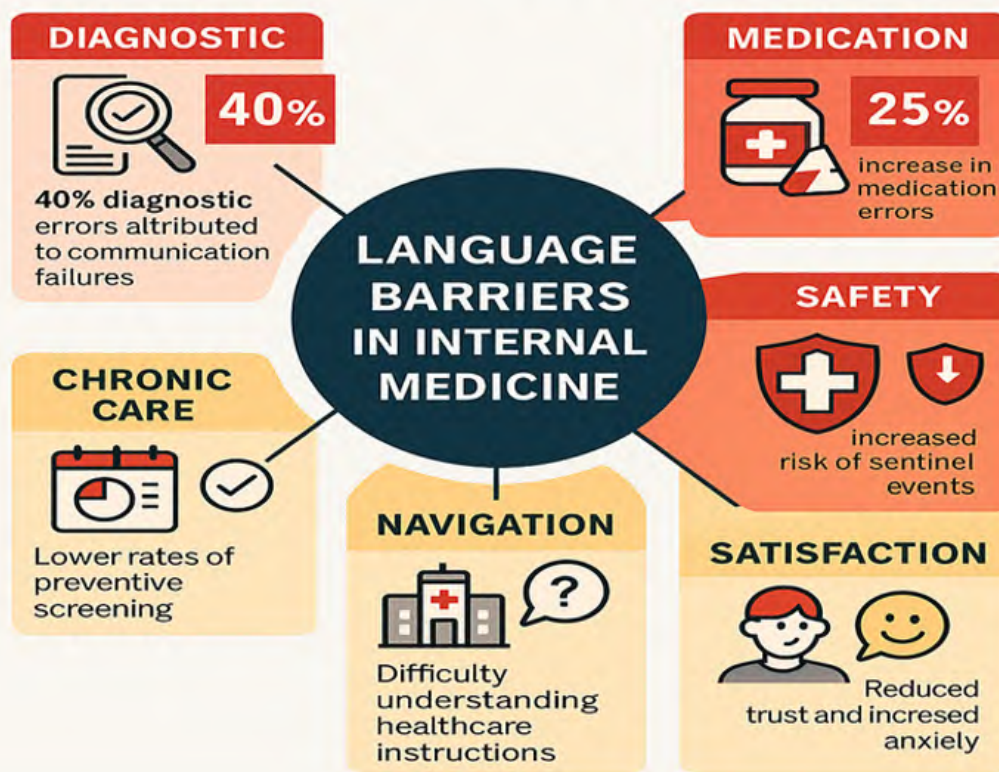 DIAGNOSTIC
40%
40% diagnostic
errors altributed
to communication
failures
MEDICATION
25%
increase in
medication
errors
LANGUAGE
BARRIERS
IN INTERNAL
MEDICINE
SAFETY
increased
risk of sentinel
events
CHRONIC
CARE
Lower rates of
preventive
screening
NAVIGATION
?
Difficulty
understanding
healthcare
instructions
SATISFACTION
Reduced
trust and incresed
anxiely